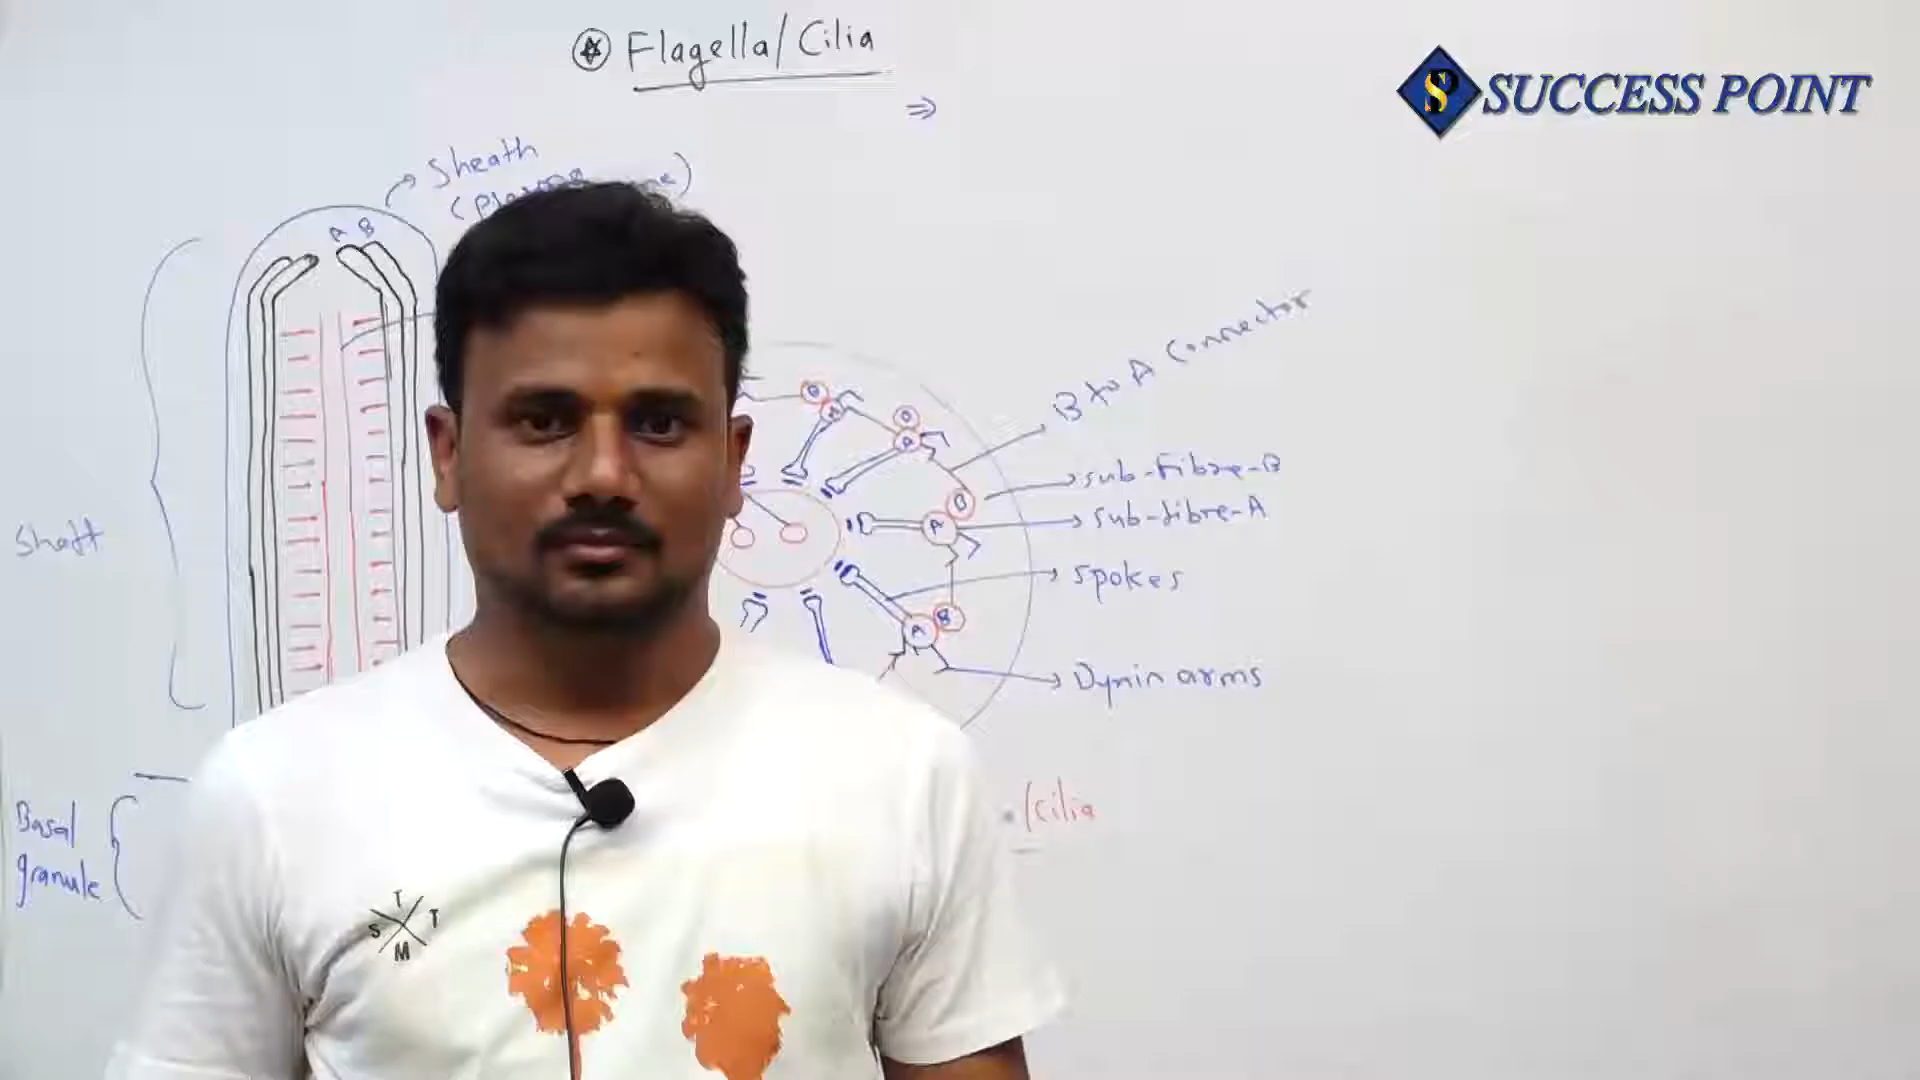 Flagella/Cilia
SUCCESS POINT
⇒
Sheath
A B
Shaft
B to A Connector
Sub-Fibre-B
Sub-fibre-A
Spokes
Dynin arms
B
A
B
A
B
A
A
B
Basal
granule
/Cilia
T
S T
M